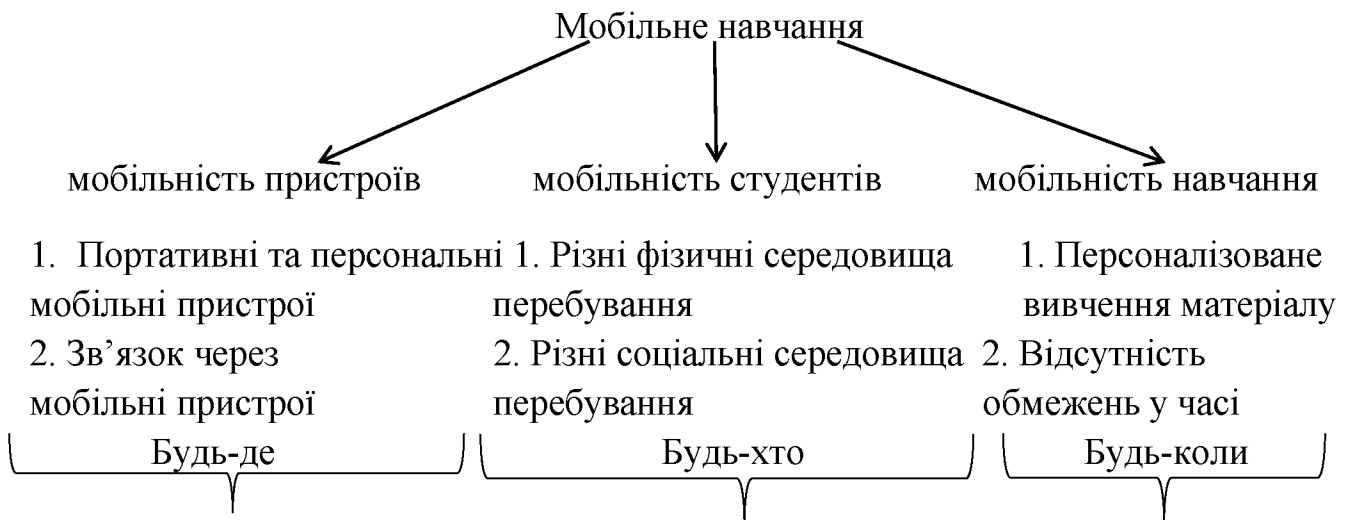 Мобільне навчання
мобільність пристроїв
мобільність студентів
мобільність навчання
1. Портативні та персональні
мобільні пристрої
2. Зв’язок через
мобільні пристрої
Будь-де
1. Різні фізичні середовища
перебування
2. Різні соціальні середовища
перебування
Будь-хто
1. Персоналізоване
вивчення матеріалу
2. Відсутність
обмежень у часі
Будь-коли